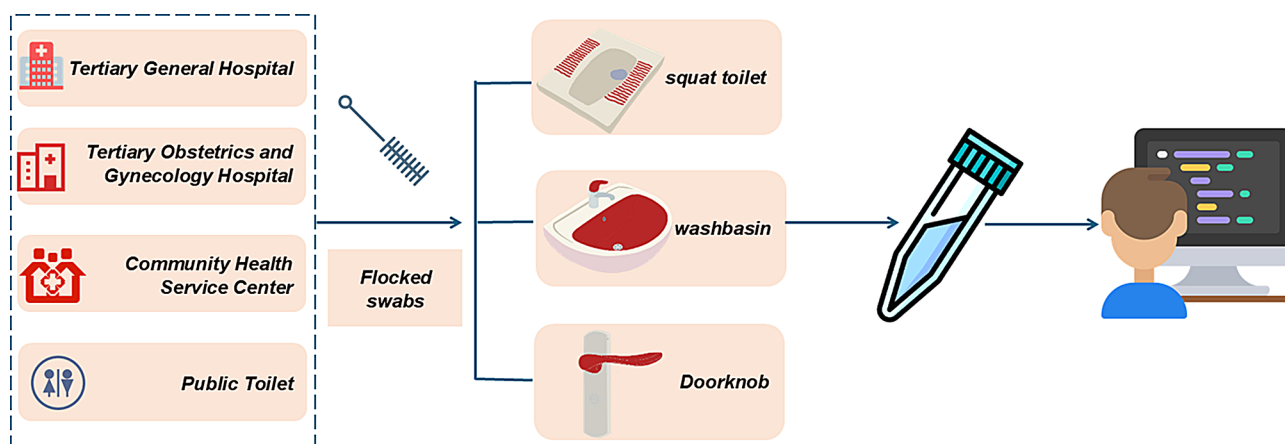 Tertiary General Hospital
Tertiary Obstetrics and
Gynecology Hospital
Community Health
Service Center
Public Toilet
Flocked
swabs
squat toilet
washbasin
Doorknob